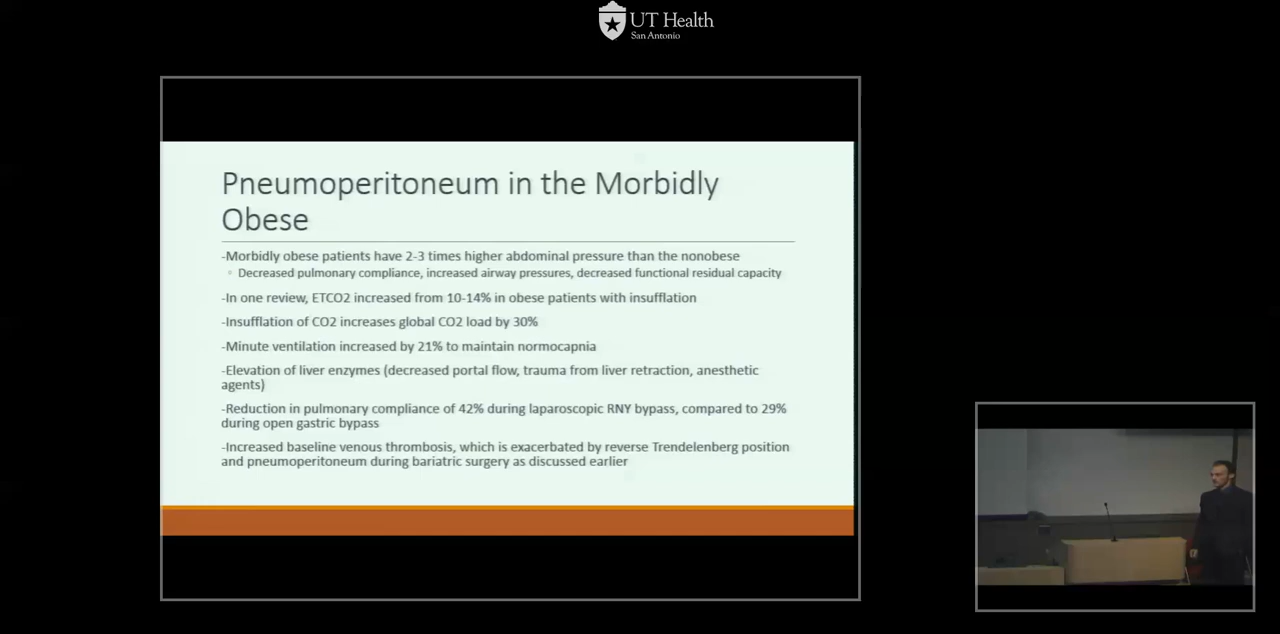 UT Health
San Antonio
Pneumoperitoneum in the Morbidly
Obese
-Morbidly obese patients have 2-3 times higher abdominal pressure than the nonobese
◦ Decreased pulmonary compliance, increased airway pressures, decreased functional residual capacity
-In one review, ETCO2 increased from 10-14% in obese patients with insufflation
-Insufflation of CO2 increases global CO2 load by 30%
-Minute ventilation increased by 21% to maintain normocapnia
-Elevation of liver enzymes (decreased portal flow, trauma from liver retraction, anesthetic
agents)
-Reduction in pulmonary compliance of 42% during laparoscopic RNY bypass, compared to 29%
during open gastric bypass
-Increased baseline venous thrombosis, which is exacerbated by reverse Trendelenberg position
and pneumoperitoneum during bariatric surgery as discussed earlier